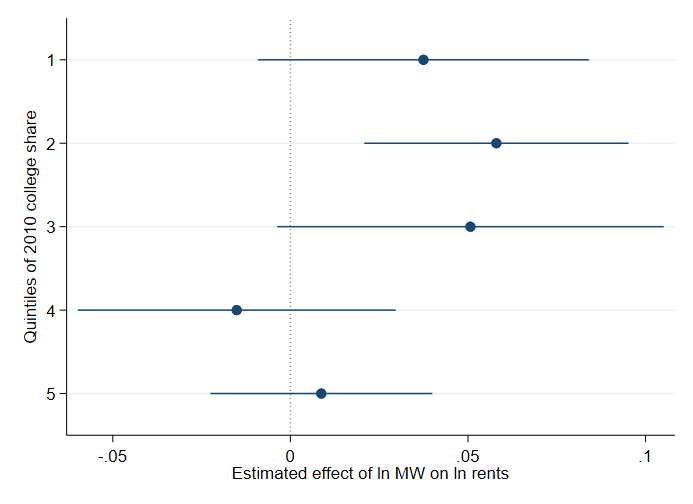 Quintiles of 2010 college share
1
2
3
4
5
-.05 0 .05 .1
Estimated effect of ln MW on ln rents